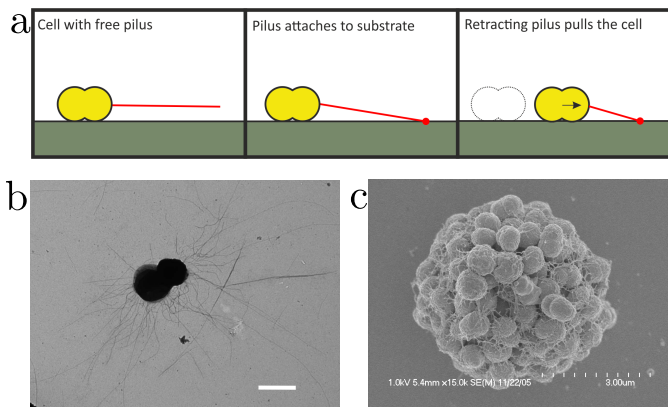 a
Cell with free pilus
Pilus attaches to substrate
Retracting pilus pulls the cell
b
c
1.0kV 5.4mm x15.0k SE(M) 11/22/05
3.00um